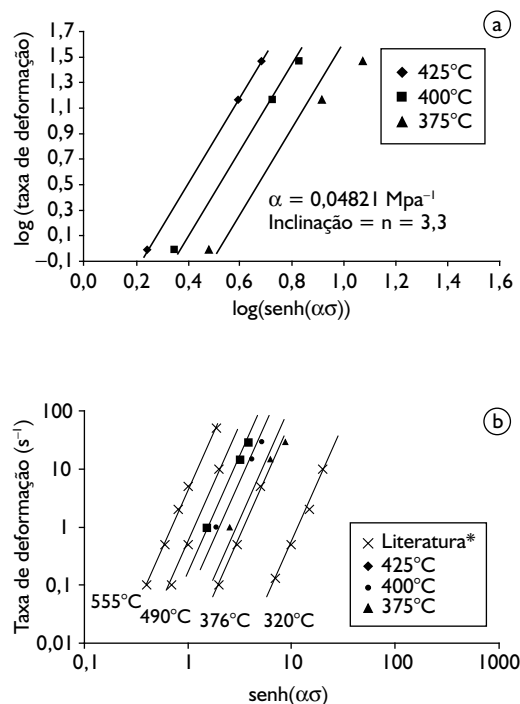 a
log (taxa de deformação)
1,7
1,5
1,3
1,1
0,9
0,7
0,5
0,3
0,1
−0,1
0,0
0,2
0,4
0,6
0,8
1,0
1,2
1,4
1,6
log(senh(ασ))
425°C
400°C
375°C
α = 0,04821 Mpa⁻¹
Inclinação = n = 3,3
b
Taxa de deformação (s⁻¹)
100
10
1
0,1
0,01
0,1
1
10
100
1000
senh(ασ)
555°C
490°C
376°C
320°C
Literatura*
425°C
400°C
375°C